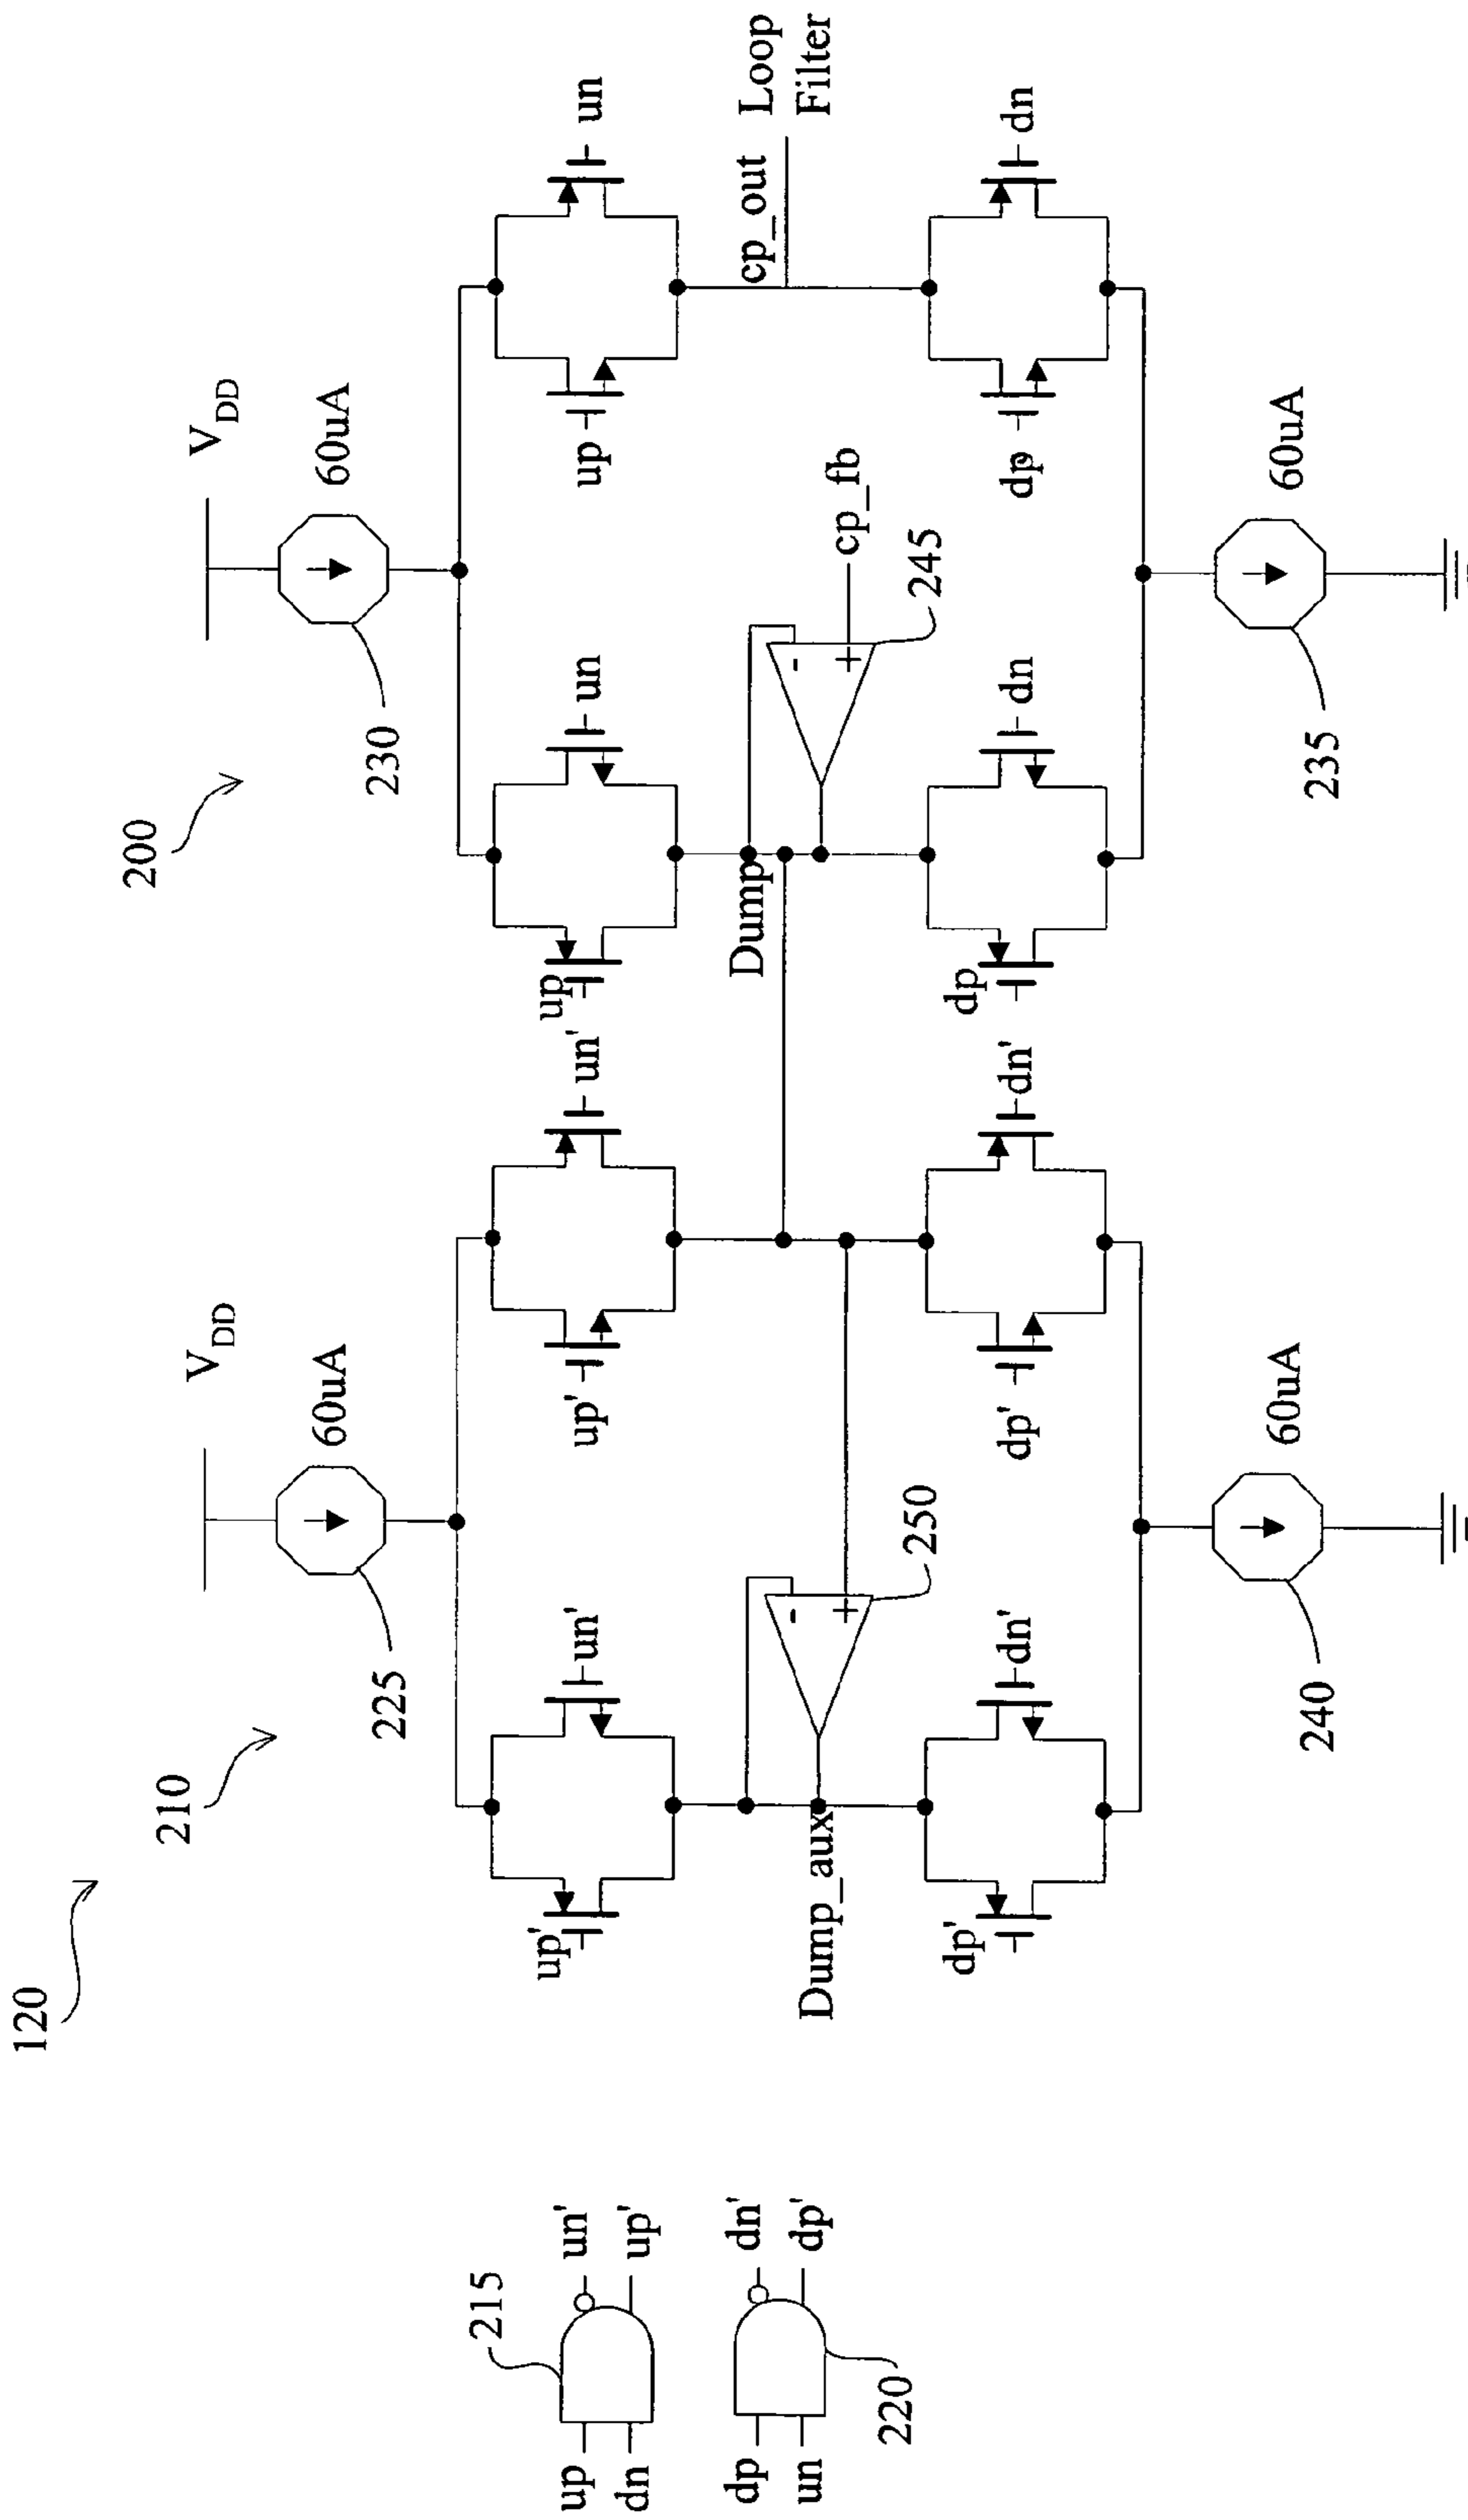 120
210
200
V_DD
V_DD
225
60uA
230
60uA
215
un'
up'
up
dn
up'
un'
up'
un'
up
un
up
un
Dump
cp_out
Loop
Filter
cp_fb
-
+
245
Dump_aux
-
+
250
dn'
dp'
dp
un
220
dp'
dn'
dp'
dn'
dp
dn
dp
dn
240
60uA
235
60uA